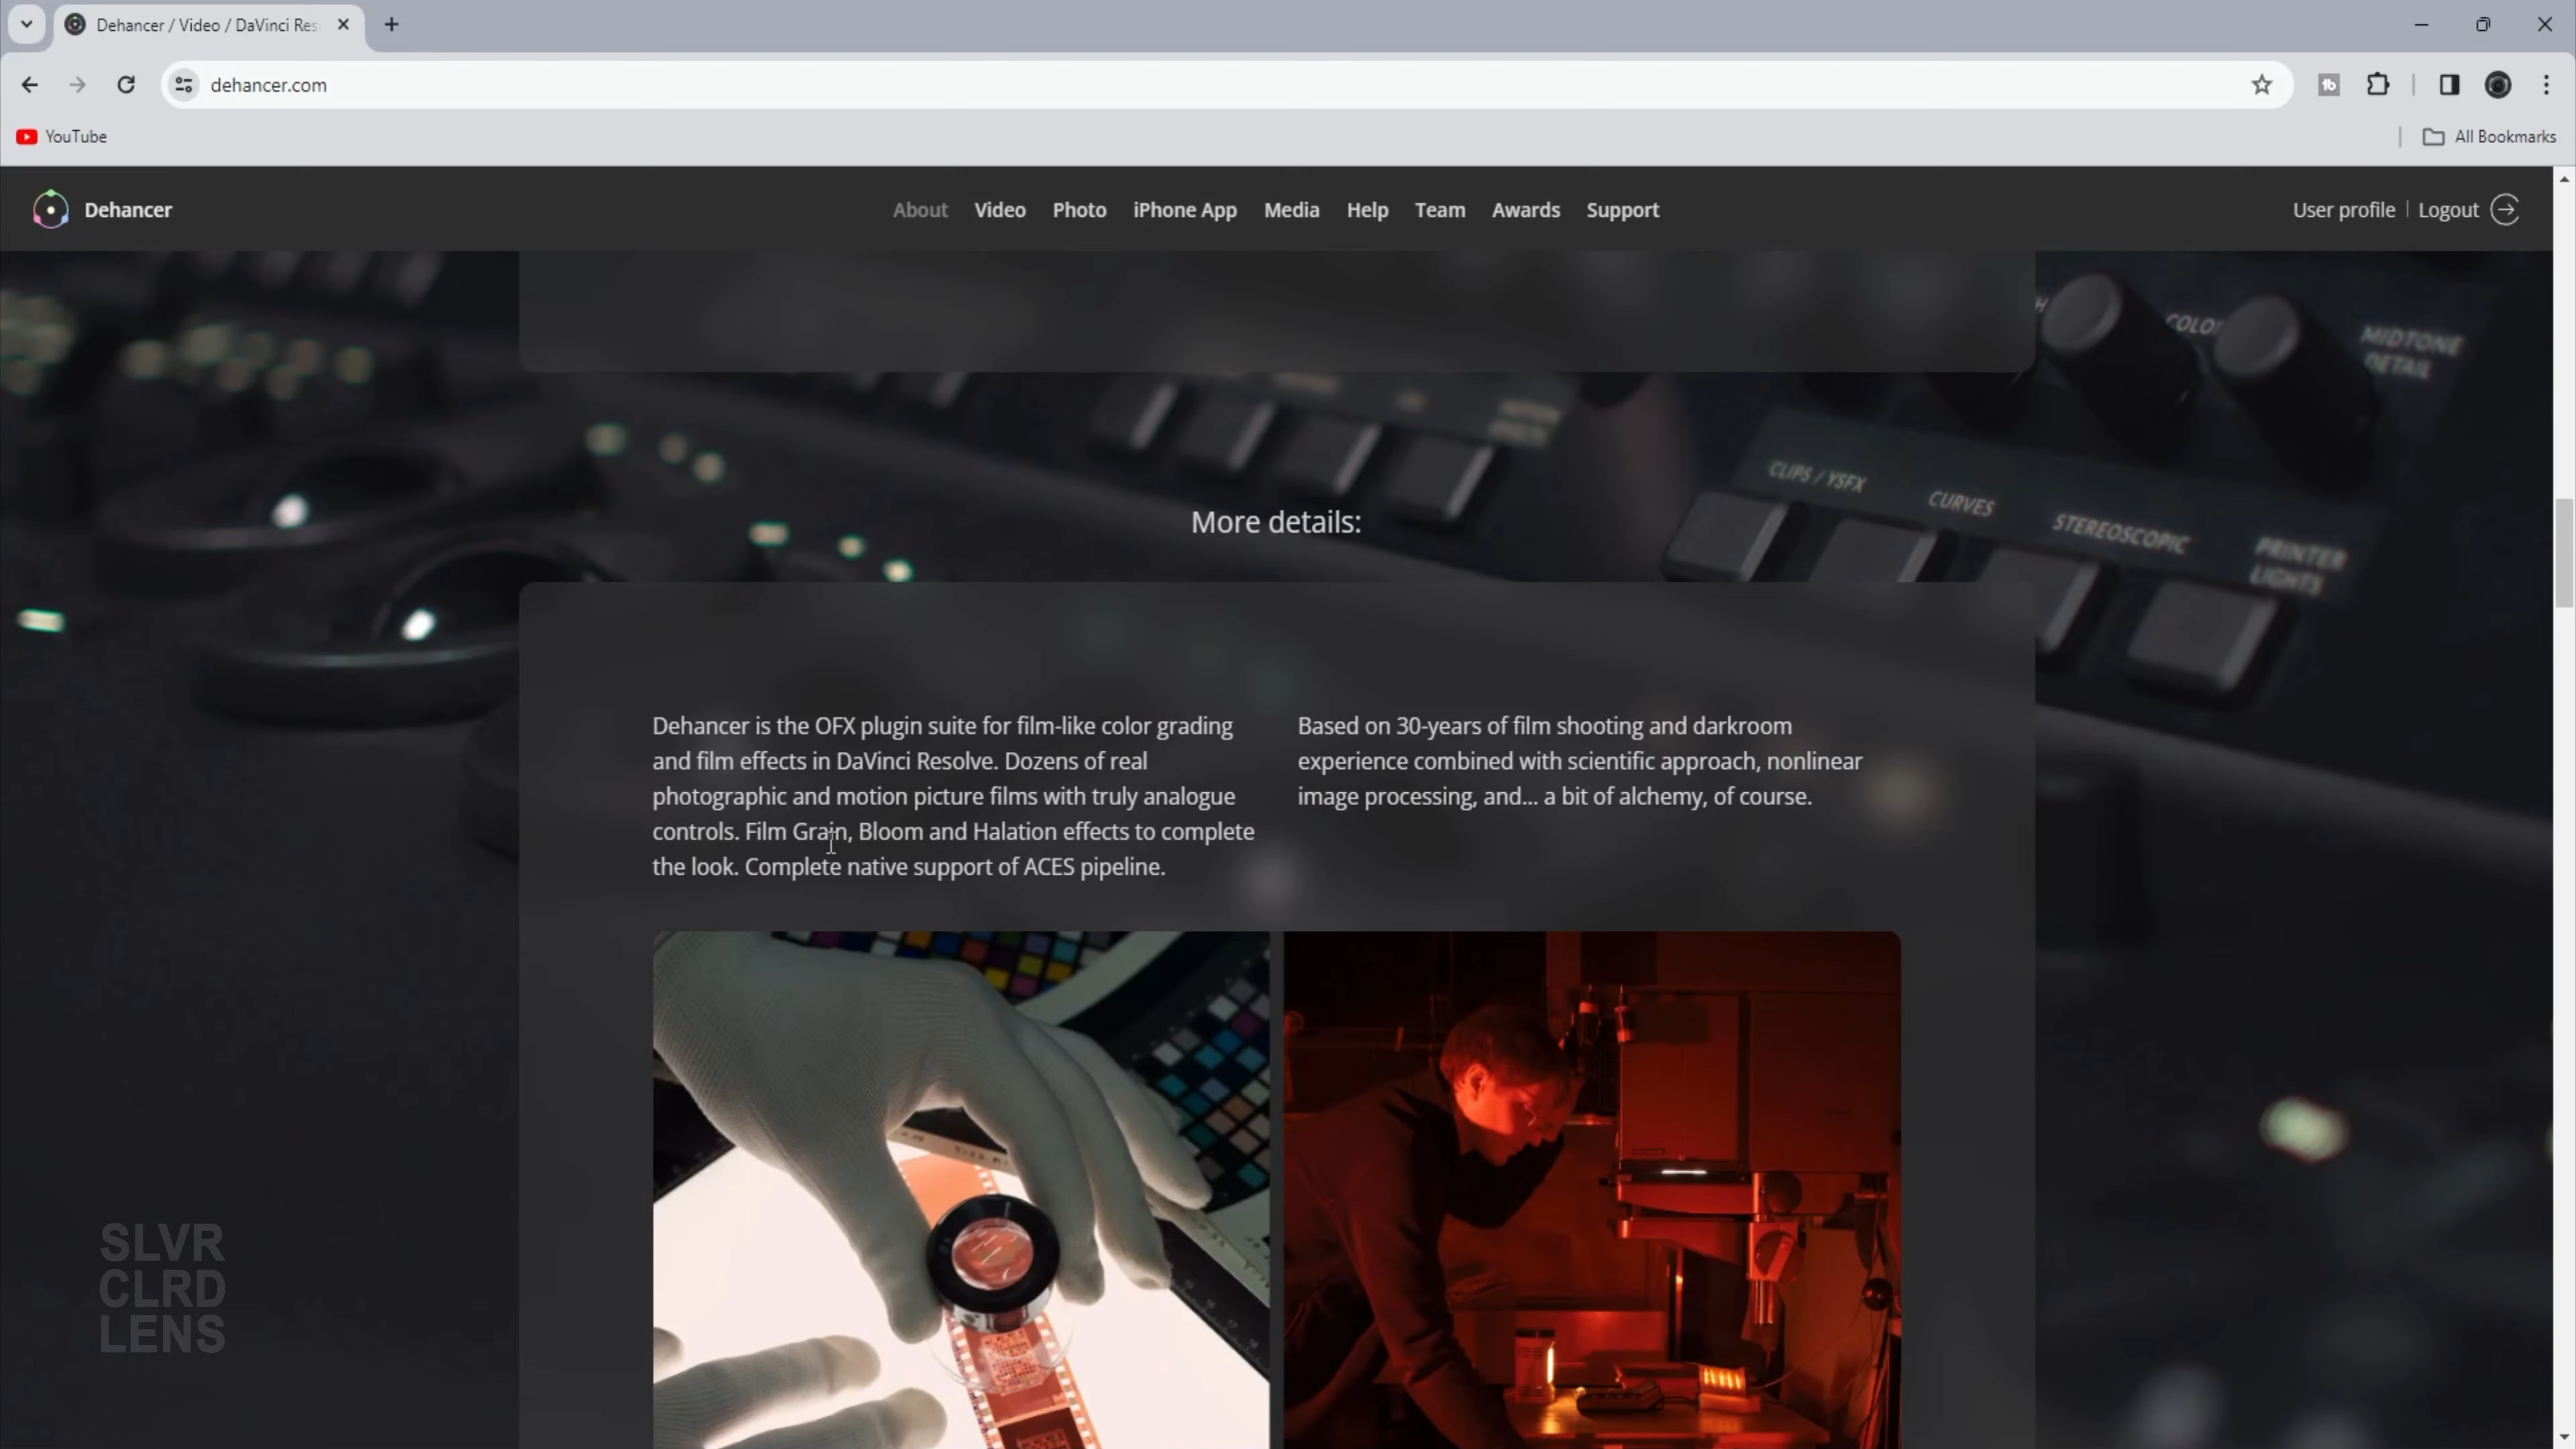 Dehancer / Video / DaVinci Res
dehancer.com
YouTube
All Bookmarks
Dehancer
About
Video
Photo
iPhone App
Media
Help
Team
Awards
Support
User profile
Logout
MIDTONE
DETAIL
CLIPS / YSFX
CURVES
STEREOSCOPIC
PRINTER
LIGHTS
More details:
Dehancer is the OFX plugin suite for film-like color grading
and film effects in DaVinci Resolve. Dozens of real
photographic and motion picture films with truly analogue
controls. Film Grain, Bloom and Halation effects to complete
the look. Complete native support of ACES pipeline.
Based on 30-years of film shooting and darkroom
experience combined with scientific approach, nonlinear
image processing, and... a bit of alchemy, of course.
SLVR
CLRD
LENS